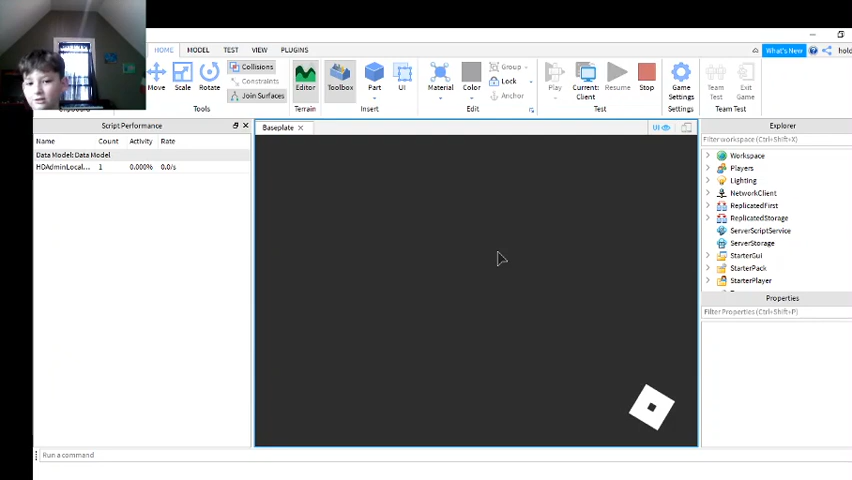 HOME MODEL TEST VIEW PLUGINS What's New
Move Scale Rotate
Collisions
Constraints
Join Surfaces
Tools
Editor
Terrain
Toolbox Part UI
Insert
Material Color
Group
Lock
Anchor
Edit
Play Current: Client Resume Stop
Test
Game Settings
Settings
Team Test Exit Game
Team Test
Script Performance
Name Count Activity Rate
Data Model: Data Model
HDAdminLocal... 1 0.000% 0.0/s
Baseplate
UI
Explorer
Filter workspace (Ctrl+Shift+X)
Workspace
Players
Lighting
NetworkClient
ReplicatedFirst
ReplicatedStorage
ServerScriptService
ServerStorage
StarterGui
StarterPack
StarterPlayer
Properties
Filter Properties (Ctrl+Shift+P)
Run a command